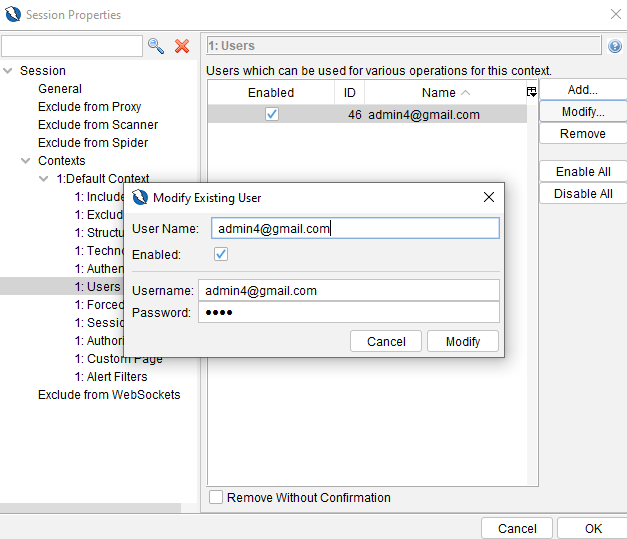 Session Properties
1: Users
Session
General
Exclude from Proxy
Exclude from Scanner
Exclude from Spider
Contexts
1:Default Context
1: Include
1: Exclud
1: Structu
1: Techno
1: Authen
1: Users
1: Forced
1: Sessio
1: Authori
1: Custom Page
1: Alert Filters
Exclude from WebSockets
Users which can be used for various operations for this context.
Enabled ID Name
46 admin4@gmail.com
Add...
Modify...
Remove
Enable All
Disable All
Modify Existing User
User Name: admin4@gmail.com
Enabled:
Username: admin4@gmail.com
Password: ●●●●
Cancel Modify
Remove Without Confirmation
Cancel OK